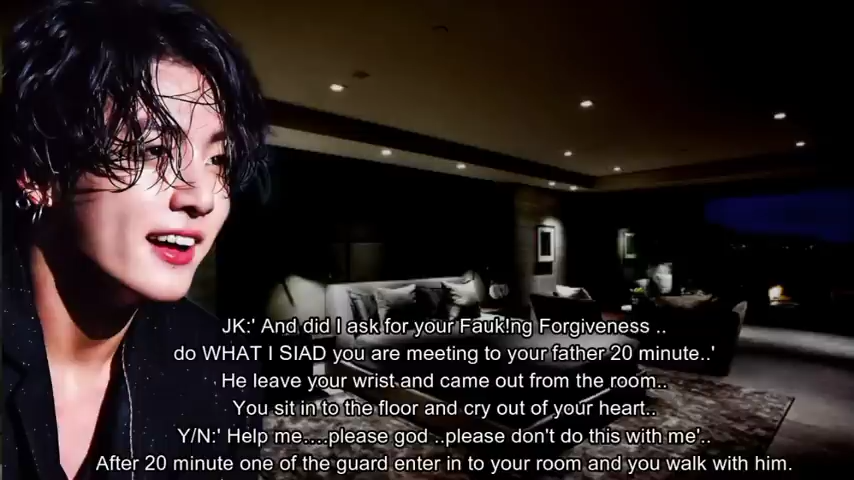 JK:' And did I ask for your Fauk!ng Forgiveness ..
do WHAT I SIAD you are meeting to your father 20 minute..'
He leave your wrist and came out from the room..
You sit in to the floor and cry out of your heart..
Y/N:' Help me....please god ..please don't do this with me'..
After 20 minute one of the guard enter in to your room and you walk with him.